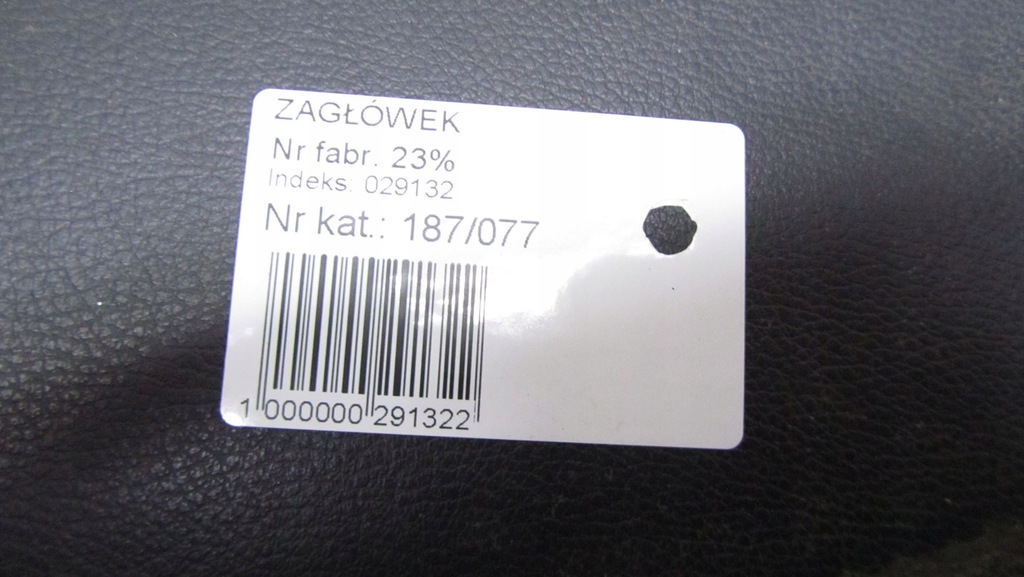 ZAGŁÓWEK
Nr fabr. 23%
Indeks: 029132
Nr kat.: 187/077
1 000000 291322